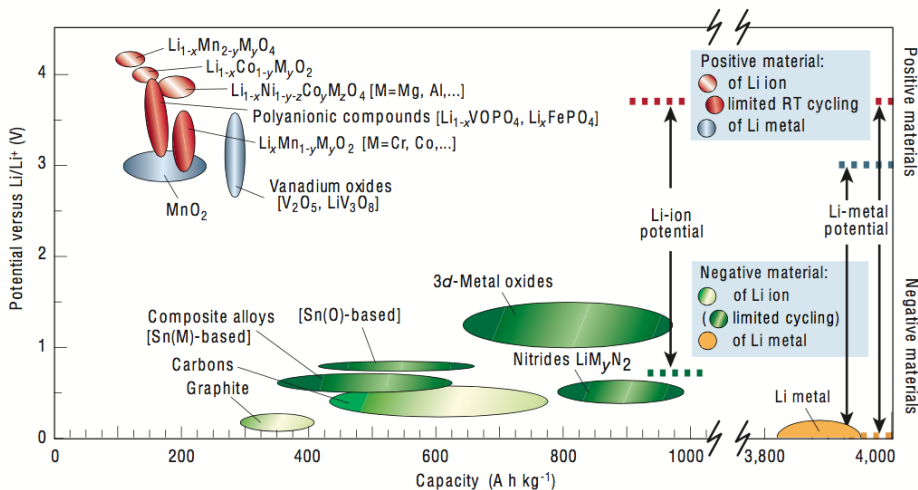 Li1-xMn2-yMyO4
Li1-xCo1-yMyO2
Li1-xNi1-y-zCoyMzO4 [M=Mg, Al,...]
Polyanionic compounds [Li1-xVOPO4, LixFePO4]
LixMn1-yMyO2 [M=Cr, Co,...]
MnO2
Vanadium oxides
[V2O5, LiV3O8]
Positive material:
of Li ion
limited RT cycling
of Li metal
Positive materials
Negative materials
Li-ion
potential
Li-metal
potential
Negative material:
of Li ion
( limited cycling)
of Li metal
3d-Metal oxides
[Sn(O)-based]
Composite alloys
[Sn(M)-based]
Carbons
Graphite
Nitrides LiMyN2
Li metal
Potential versus Li/Li+ (V)
4
3
2
1
0
0
200
400
600
800
1000
3,800
4,000
Capacity (A h kg-1)